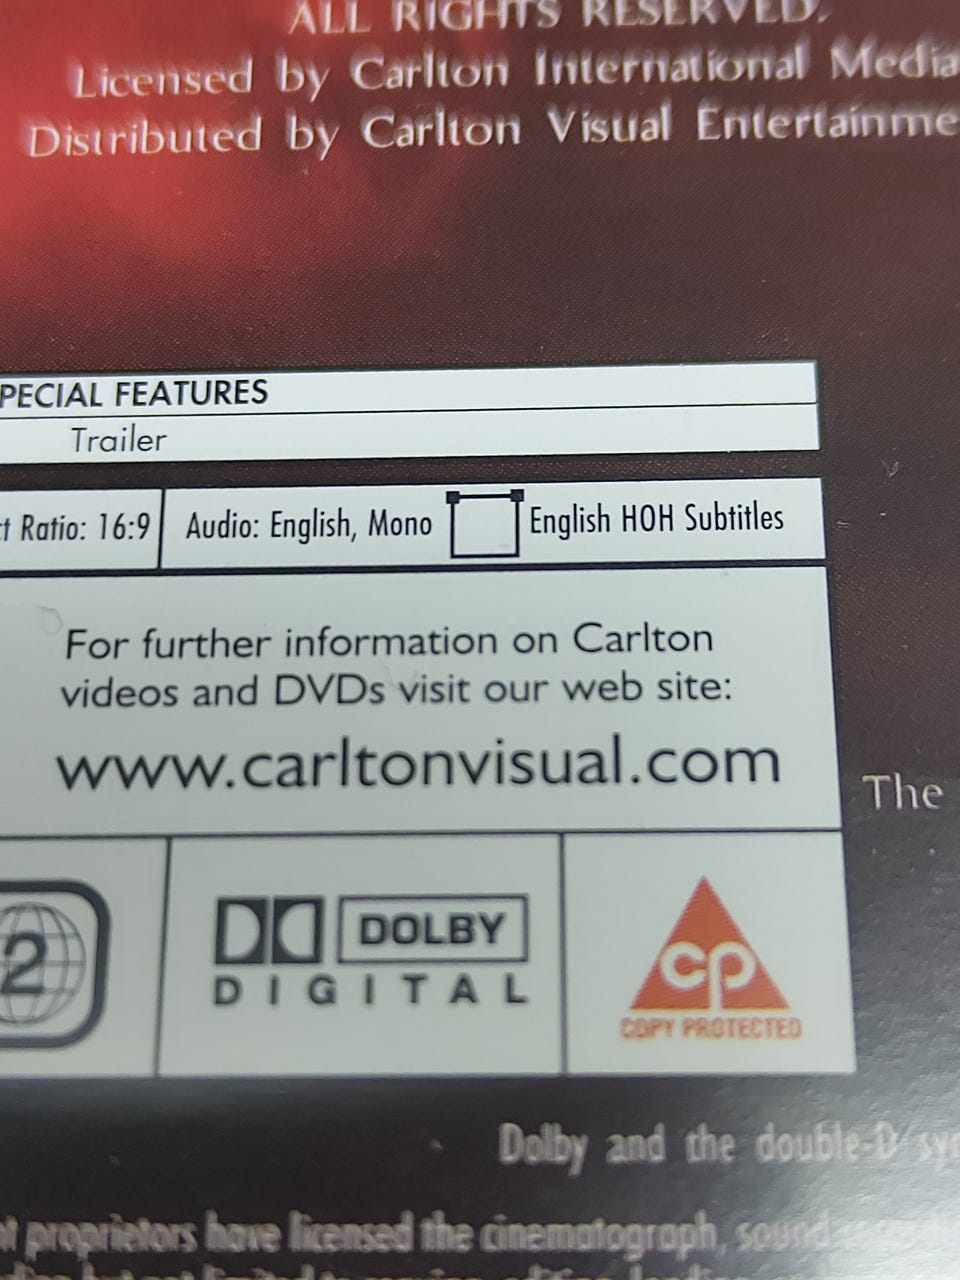 ALL RIGHTS RESERVED.
Licensed by Carlton International Media
Distributed by Carlton Visual Entertainme
PECIAL FEATURES
Trailer
t Ratio: 16:9
Audio: English, Mono
English HOH Subtitles
For further information on Carlton
videos and DVDs visit our web site:
www.carltonvisual.com
The
2
DOLBY
DIGITAL
cp
COPY PROTECTED
Dolby and the double-D sy
t proprietors have licensed the cinematograph, sound